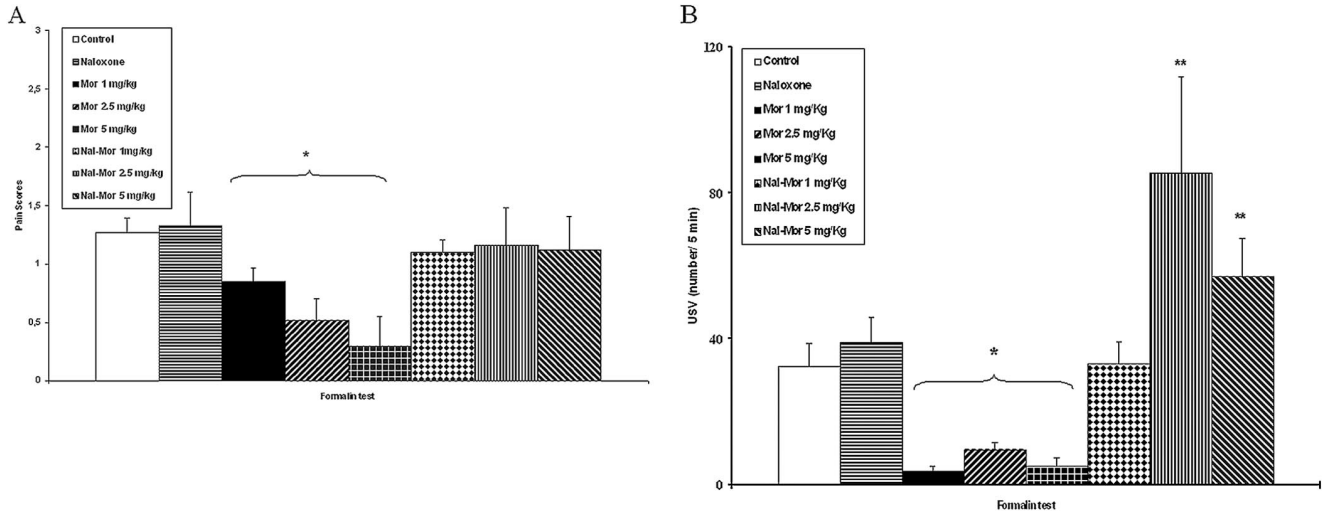 A
3
2,5
2
1,5
1
0,5
0
Pain Scores
Control
Naloxone
Mor 1 mg/kg
Mor 2.5 mg/kg
Mor 5 mg/kg
Nal-Mor 1mg/kg
Nal-Mor 2.5 mg/kg
Nal-Mor 5 mg/kg
*
Formalin test
B
120
80
40
0
USV (number/ 5 min)
Control
Naloxone
Mor 1 mg/Kg
Mor 2.5 mg/Kg
Mor 5 mg/Kg
Nal-Mor 1 mg/Kg
Nal-Mor 2.5 mg/Kg
Nal-Mor 5 mg/Kg
*
**
**
Formalin test